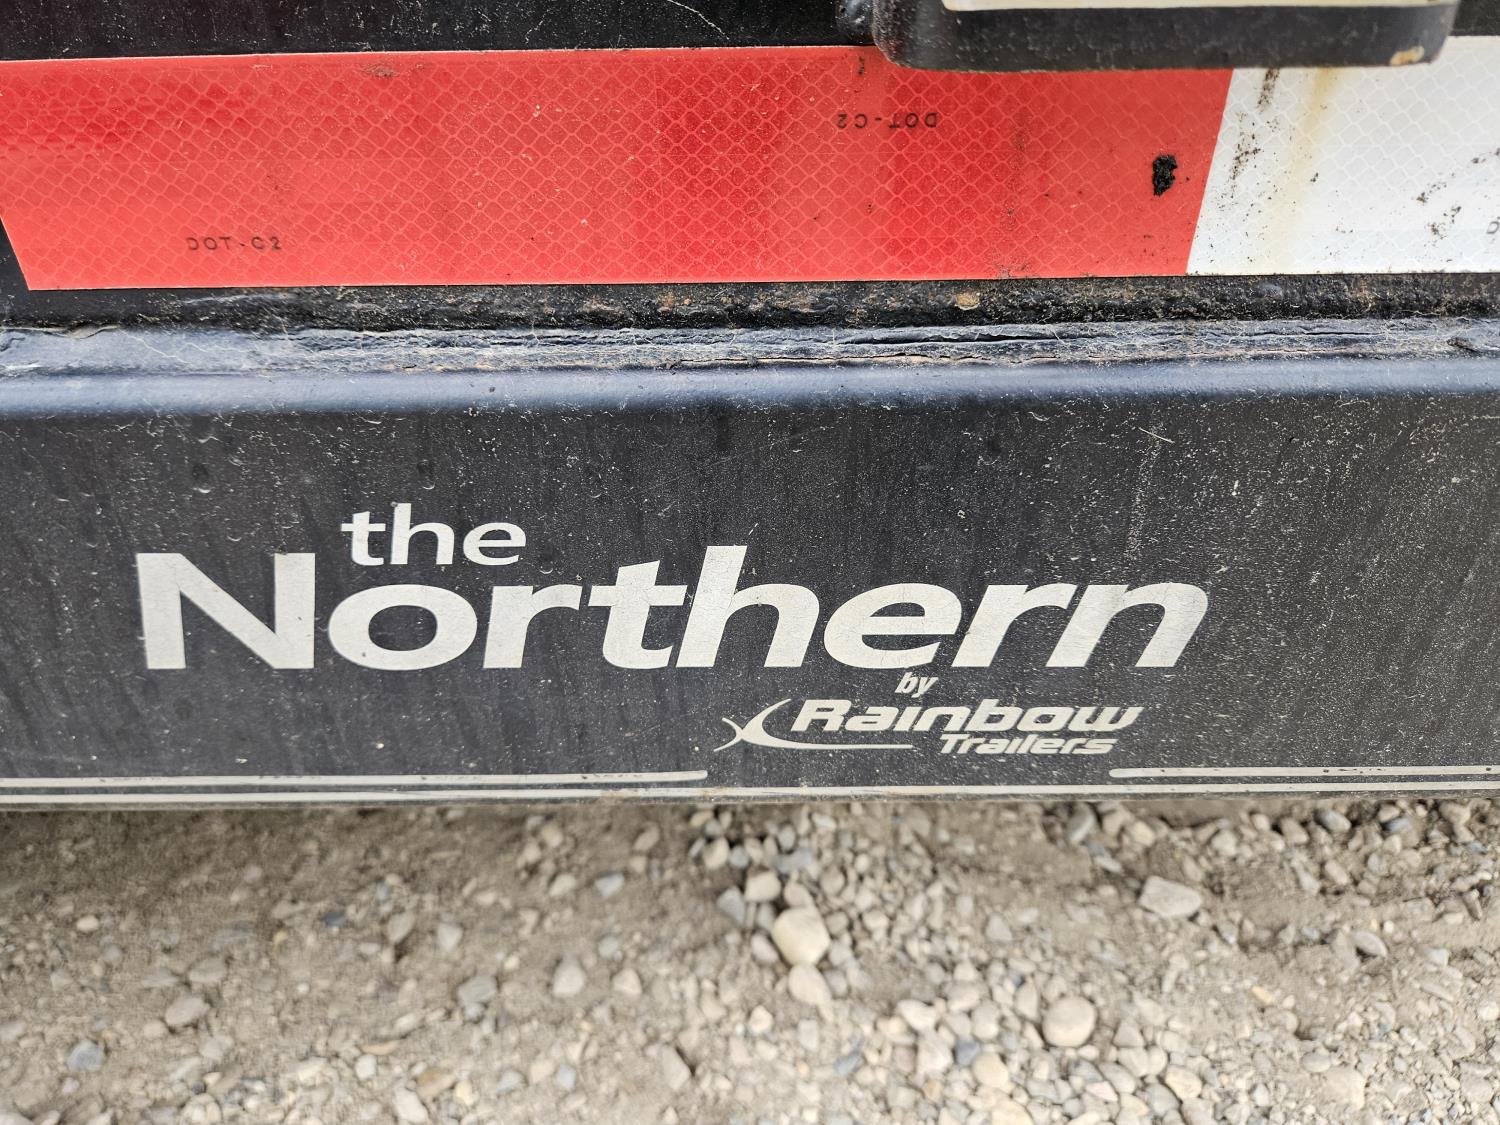 DOT-C2
DOT-C2
the
Northern
by
Rainbow
Trailers